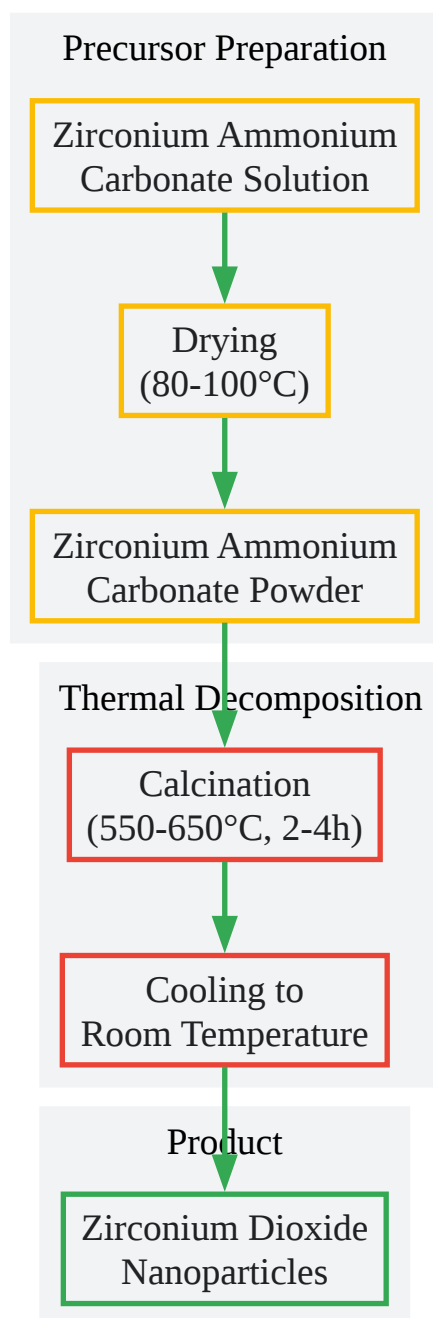 Precursor Preparation
Zirconium Ammonium
Carbonate Solution
Drying
(80-100°C)
Zirconium Ammonium
Carbonate Powder
Thermal Decomposition
Calcination
(550-650°C, 2-4h)
Cooling to
Room Temperature
Product
Zirconium Dioxide
Nanoparticles